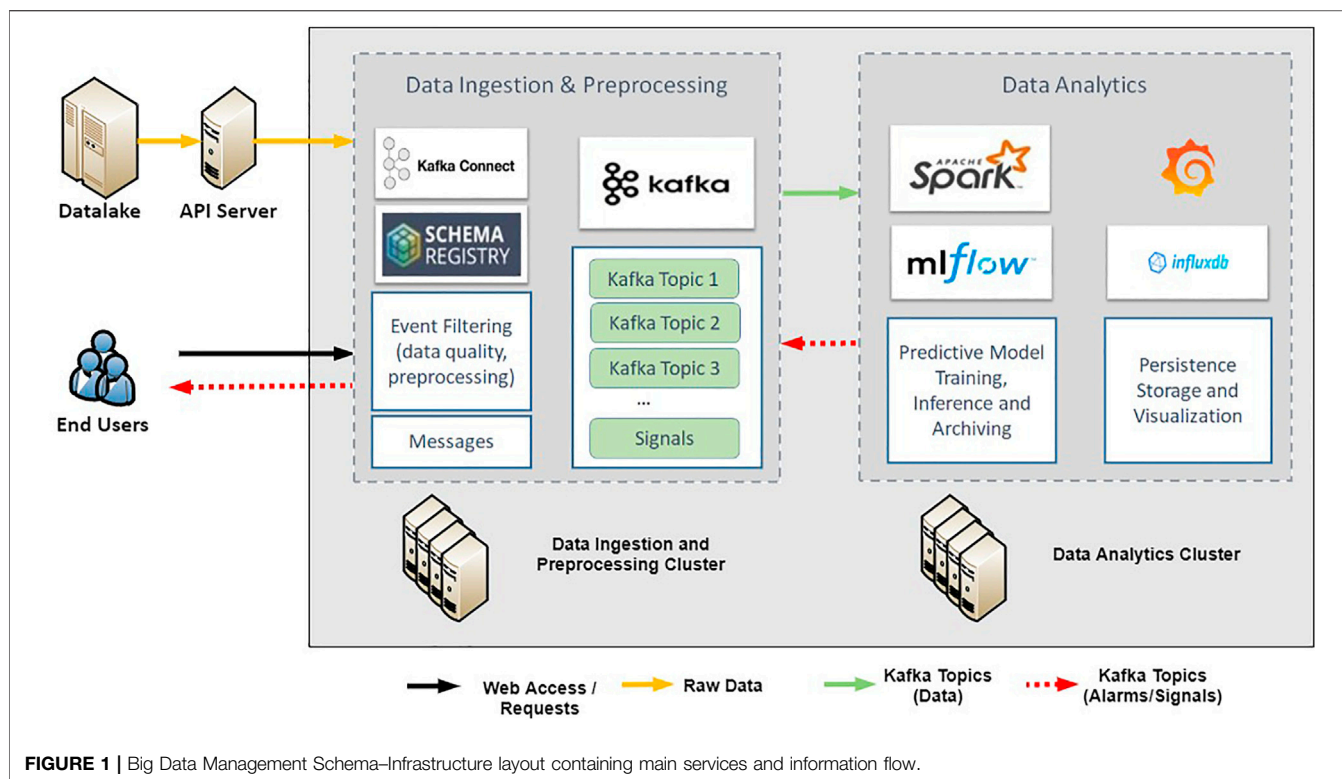 Data Ingestion & Preprocessing
Data Analytics
Kafka Connect
kafka
APACHE
Spark™
Datalake
API Server
SCHEMA
REGISTRY
mlflow™
influxdb
Kafka Topic 1
Kafka Topic 2
Kafka Topic 3
...
Signals
Event Filtering
(data quality,
preprocessing)
Messages
End Users
Predictive Model
Training,
Inference and
Archiving
Persistence
Storage and
Visualization
Data Ingestion and
Preprocessing Cluster
Data Analytics Cluster
Web Access /
Requests
Raw Data
Kafka Topics
(Data)
Kafka Topics
(Alarms/Signals)
FIGURE 1 | Big Data Management Schema–Infrastructure layout containing main services and information flow.